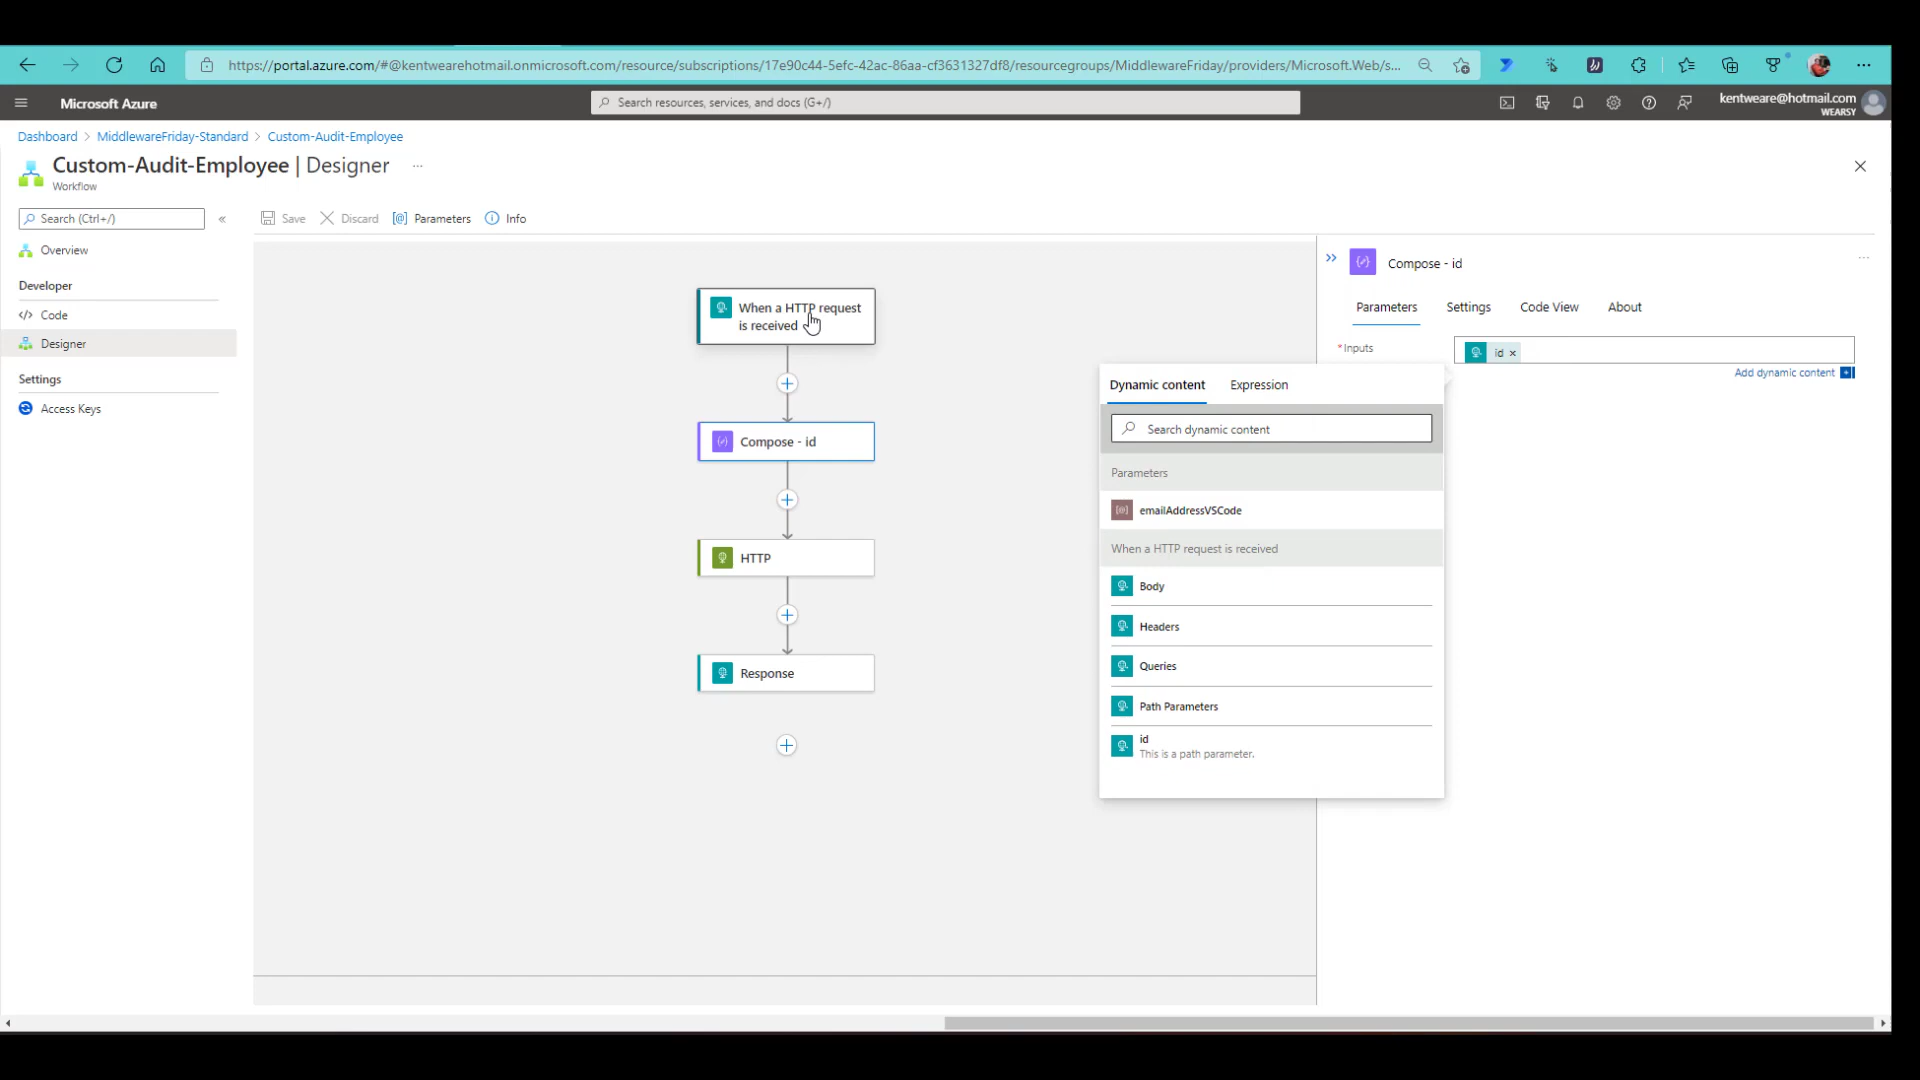 https://portal.azure.com/#@kentwearehotmail.onmicrosoft.com/resource/subscriptions/17e90c44-5efc-42ac-86aa-cf3631327df8/resourcegroups/MiddlewareFriday/providers/Microsoft.Web/s...
Microsoft Azure
Search resources, services, and docs (G+/)
kentweare@hotmail.com
WEARSY
Dashboard > MiddlewareFriday-Standard > Custom-Audit-Employee
Custom-Audit-Employee | Designer ...
Workflow
Search (Ctrl+/)
Overview
Developer
Code
Designer
Settings
Access Keys
Save Discard Parameters Info
When a HTTP request
is received
Compose - id
HTTP
Response
Compose - id
Parameters Settings Code View About
*Inputs
id ×
Add dynamic content
Dynamic content Expression
Search dynamic content
Parameters
emailAddressVSCode
When a HTTP request is received
Body
Headers
Queries
Path Parameters
id
This is a path parameter.